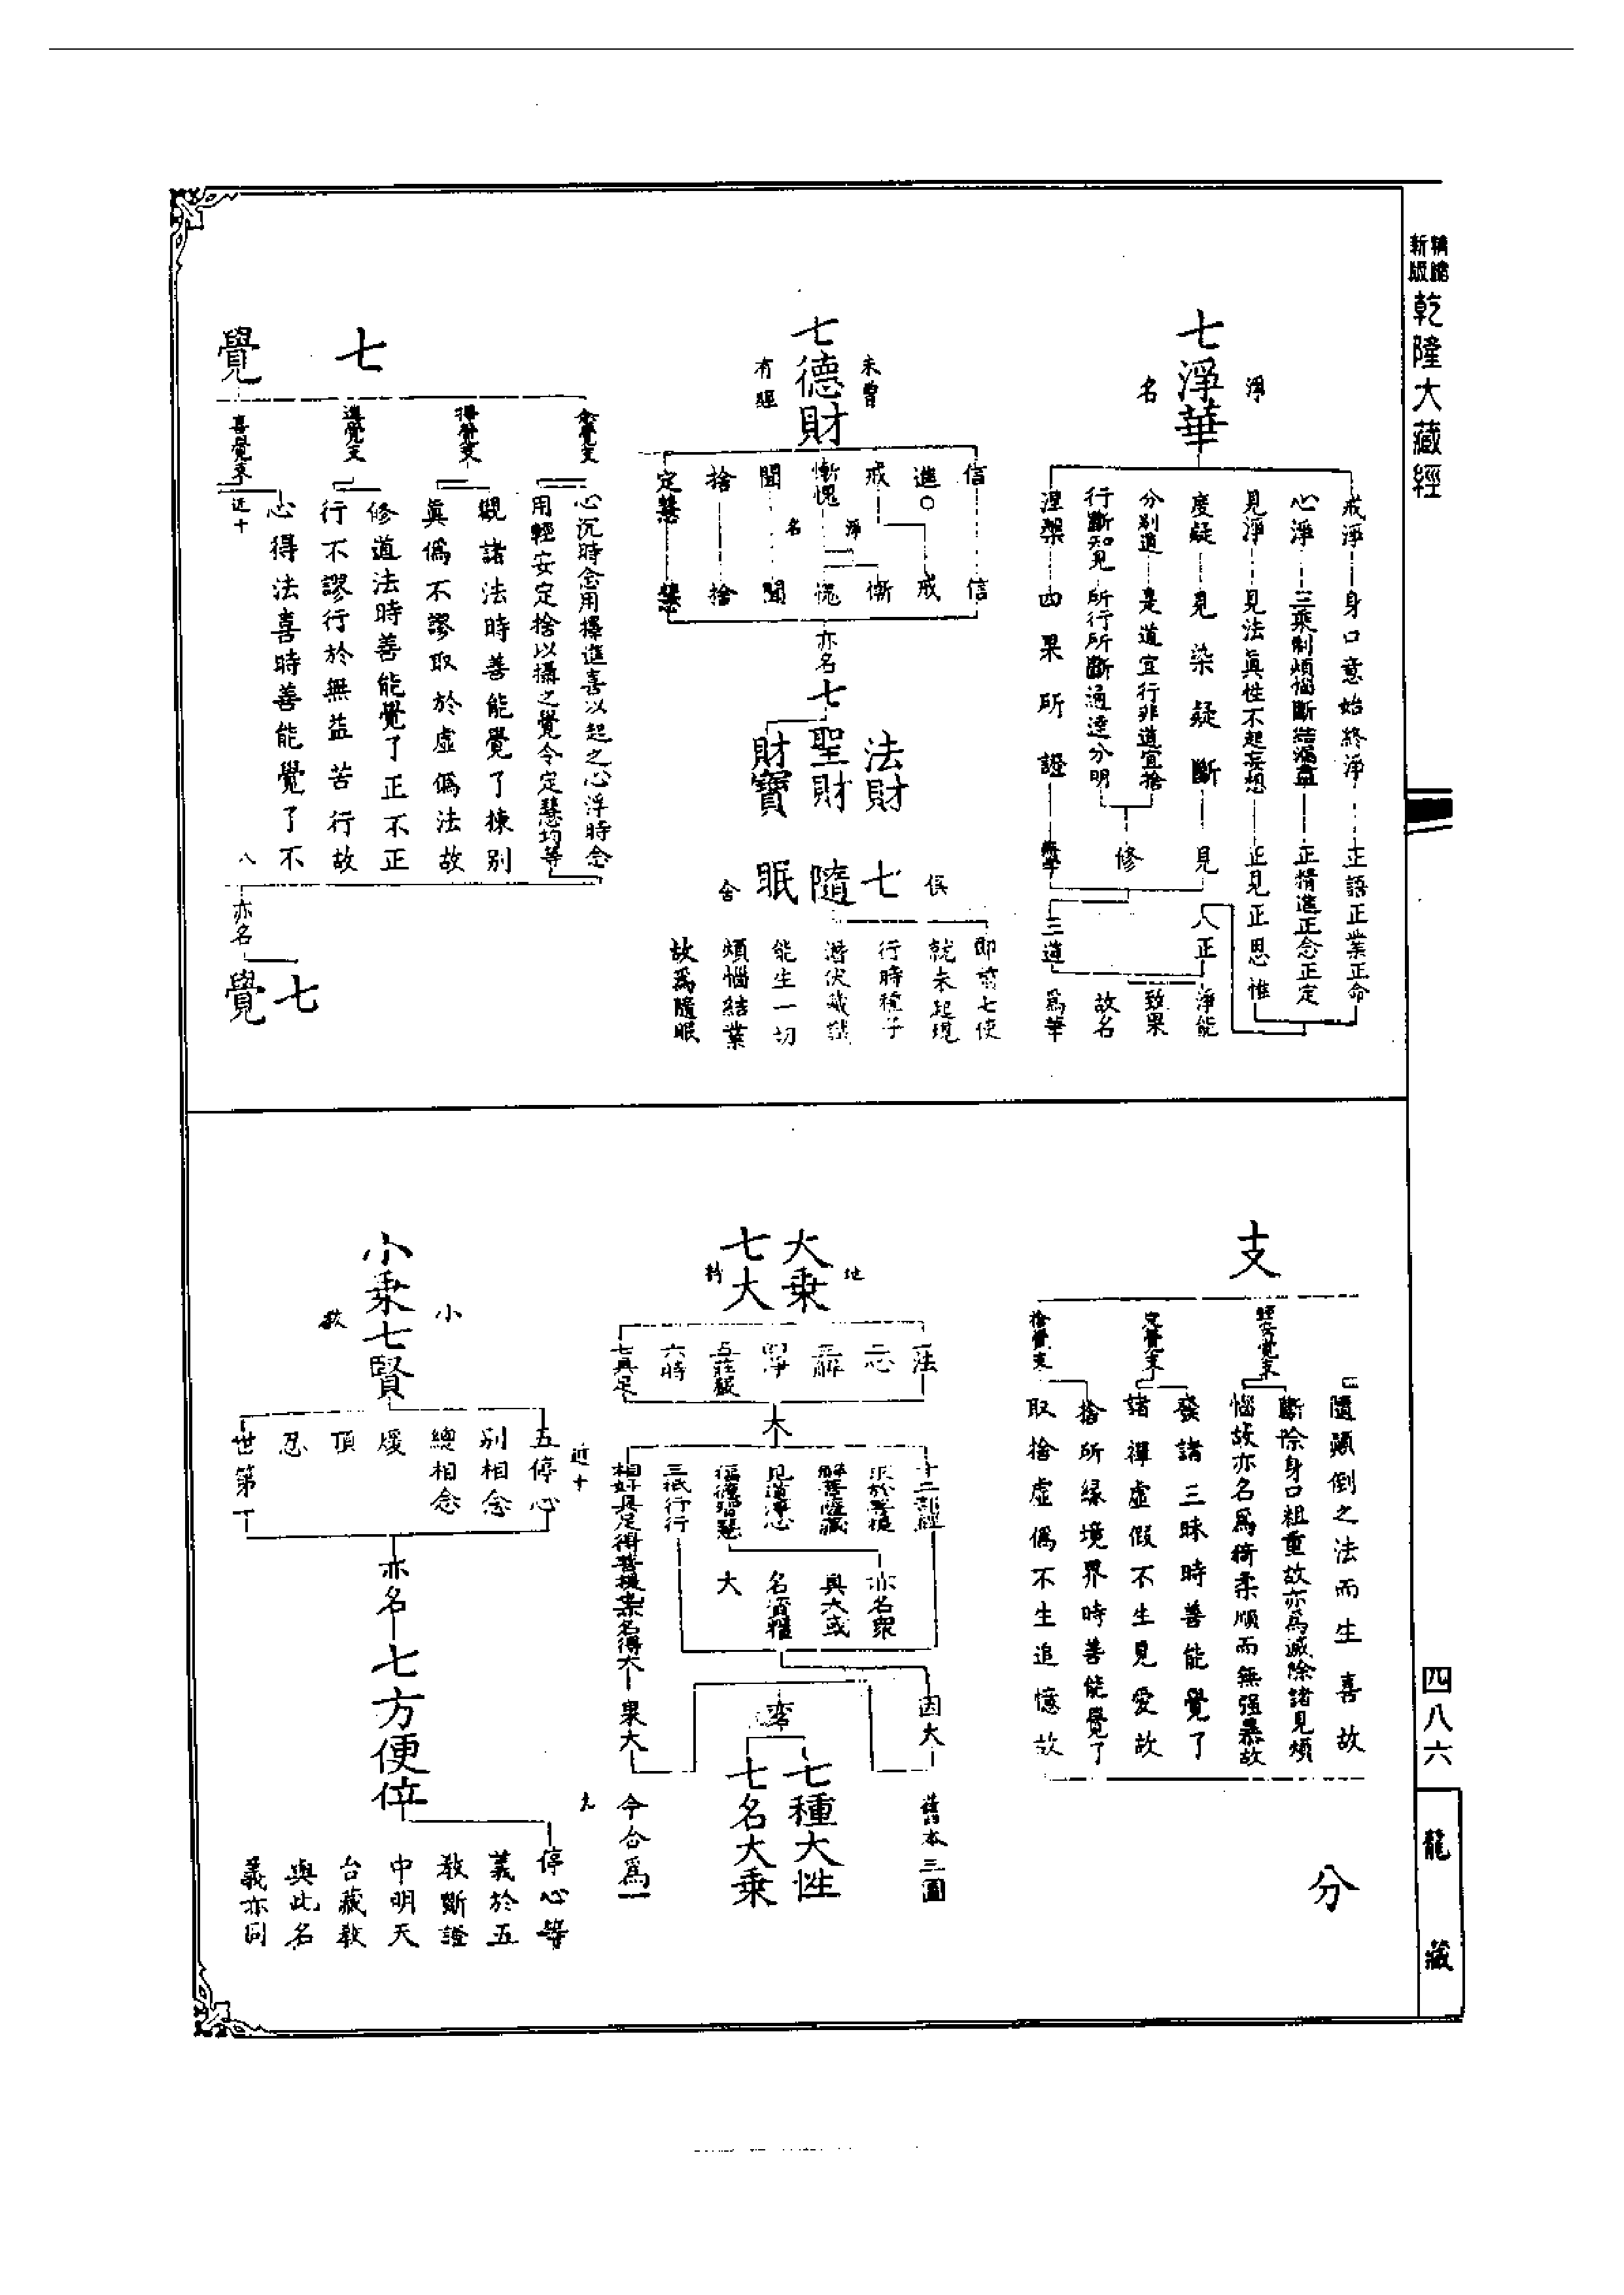 精縮
新版
乾隆大藏經
七淨華
淨
名
戒淨 身口意始終淨 正語正業正命
心淨 三乘制煩惱斷結漏盡 正精進正念正定
見淨 見法眞性不起妄想 正見正思惟
度疑 見染疑斷 見
分別道 是道宜行非道宜捨
行斷知見 所行所斷通達分明
修
涅槃 四果所證 無學
三道
八正
淨能
致果
故名
爲華
七德財
未曾
有經
信 進 戒 慚愧 聞 捨 定慧
淨
名
信 戒 慚 愧 聞 捨 慧
亦名
七聖財
法財
財寶
七隨眠
俱
舍
即前七使
就未起現
行時種子
潛伏藏識
能生一切
煩惱結業
故爲隨眠
七
覺
念覺支
心沉時念用擇進喜以起之心浮時念
用輕安定捨以攝之覺令定慧均等
擇覺支
觀諸法時善能覺了揀別
眞僞不謬取於虛僞法故
進覺支
修道法時善能覺了正不正
行不謬行於無益苦行故
喜覺支
心得法喜時善能覺了不
近十
八
亦名
七
覺
支
隨顚倒之法而生喜故
輕安覺支
斷除身口粗重故亦爲滅除諸見煩
惱故亦名爲猗柔順而無强暴故
定覺支
發諸三昧時善能覺了
諸禪虛假不生見愛故
捨覺支
捨所緣境界時善能覺了
取捨虛僞不生追憶故
分
大乘
七大
地
持
一法 二心 三解 四淨 五莊嚴 六時 七具足
大
十二部經
求於菩提
解菩薩藏
見道淨心
福德智慧
三祇行行
相好具足得菩提果名得大
亦名衆
與大或
名資糧
大
因大
果大
七種大性
七名大乘
舊本三圖
今合爲一
小乘七賢
小
教
五停心
別相念
總相念
煖
頂
忍
世第一
近十
九
亦名
七方便位
停心等
義於五
教斷證
中明天
台藏教
與此名
義亦同
四八六
龍藏